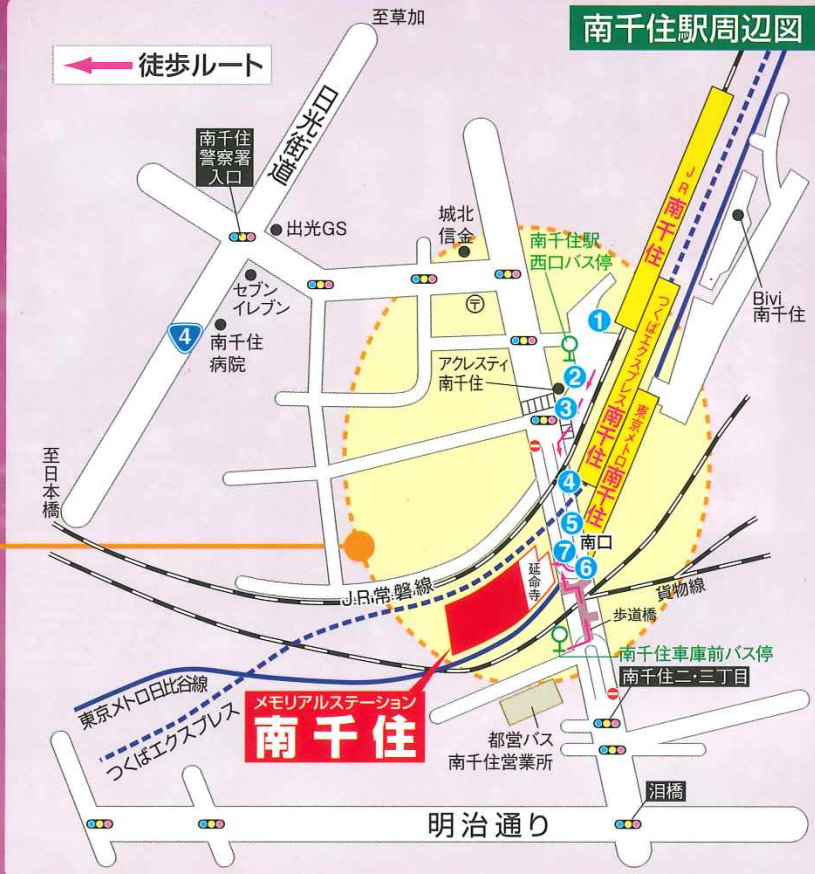 南千住駅周辺図
徒歩ルート
至草加
日光街道
南千住
警察署
入口
出光GS
セブン
イレブン
4
南千住
病院
城北
信金
〒
南千住駅
西口バス停
JR南千住
つくばエクスプレス南千住
東京メトロ南千住
Bivi
南千住
1
2
アクレスティ
南千住
3
4
5
南口
7
6
延命寺
至日本橋
JR常磐線
貨物線
歩道橋
南千住車庫前バス停
南千住二・三丁目
東京メトロ日比谷線
つくばエクスプレス
メモリアルステーション
南千住
都営バス
南千住営業所
泪橋
明治通り